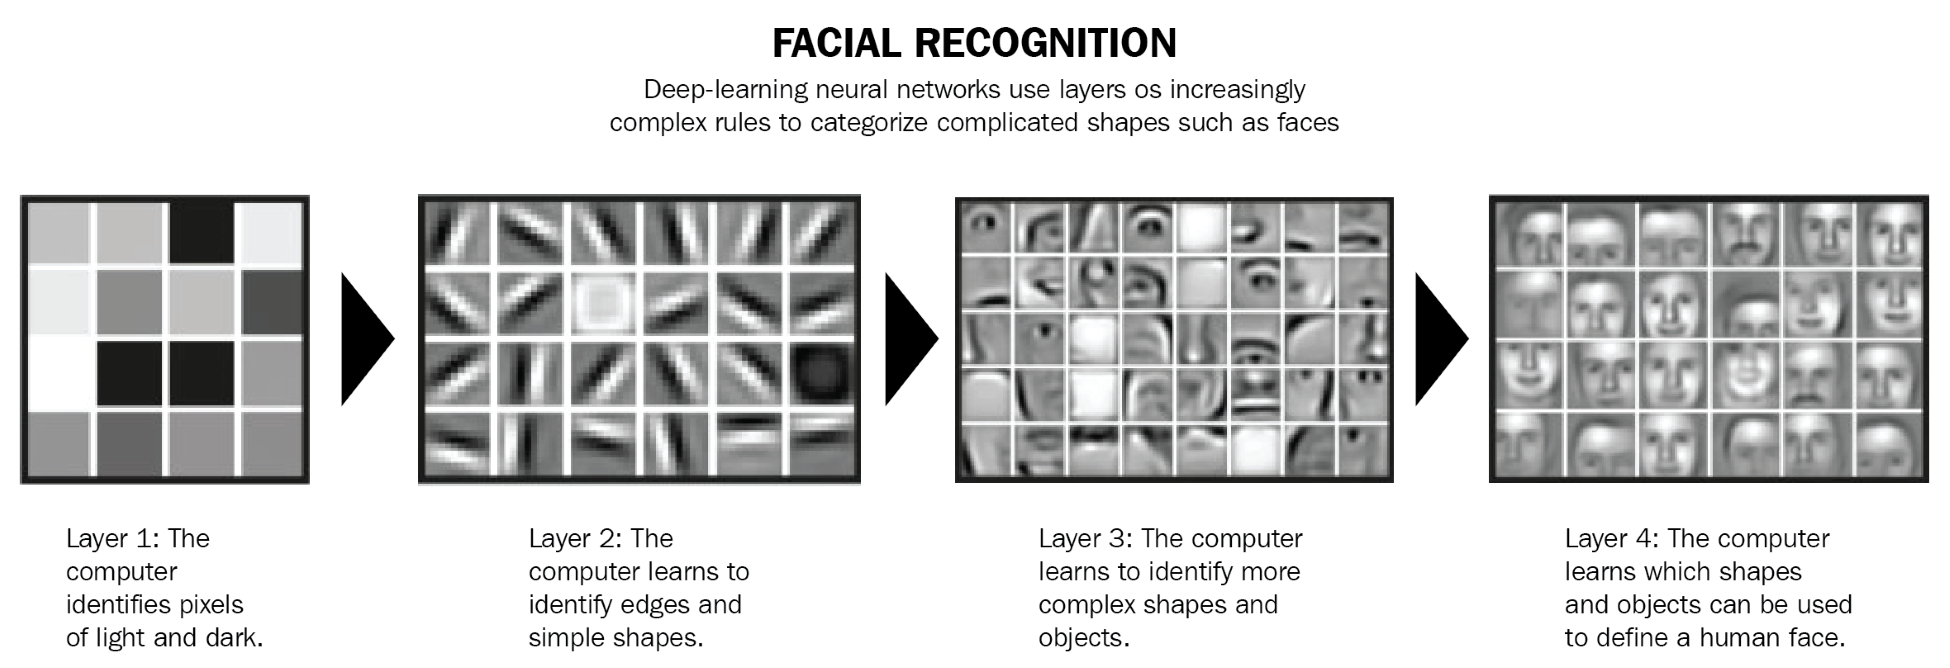 FACIAL RECOGNITION
Deep-learning neural networks use layers os increasingly
complex rules to categorize complicated shapes such as faces
Layer 1: The
computer
identifies pixels
of light and dark.
Layer 2: The
computer learns to
identify edges and
simple shapes.
Layer 3: The computer
learns to identify more
complex shapes and
objects.
Layer 4: The computer
learns which shapes
and objects can be used
to define a human face.